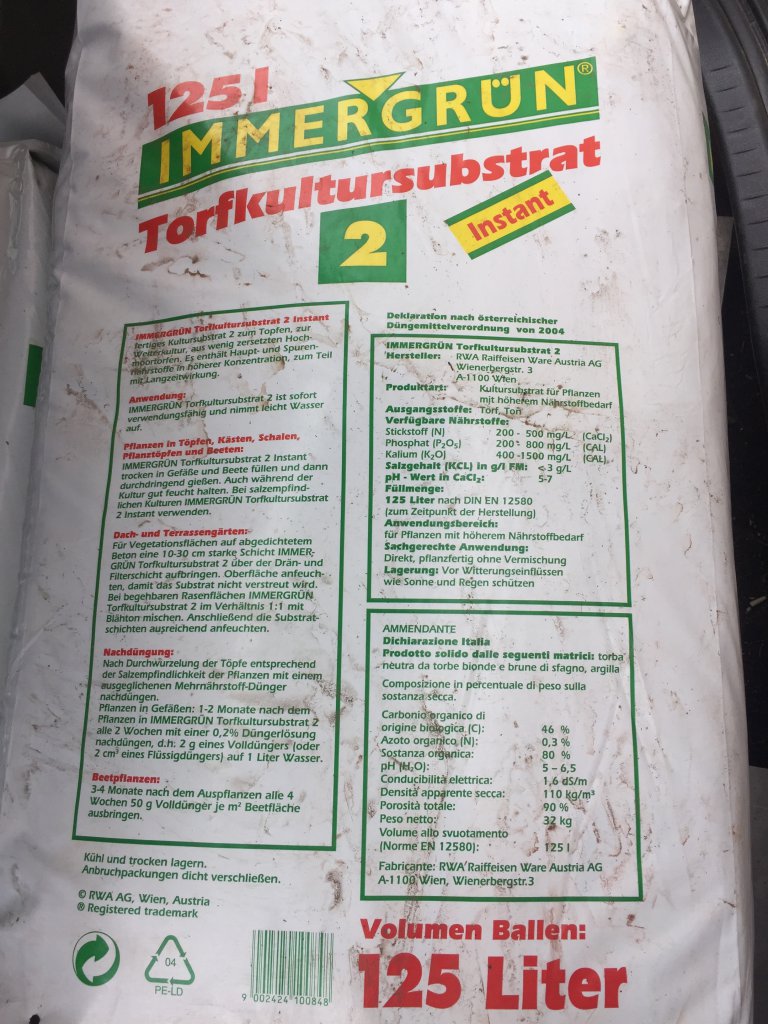 125 l
IMMERGRÜN®
Torfkultursubstrat
2
Instant
IMMERGRÜN Torfkultursubstrat 2 Instant
fertiges Kultursubstrat 2 zum Topfen, zur
Weiterkultur, aus wenig zersetzten Hoch-
moortorfen. Es enthält Haupt- und Spuren-
nährstoffe in höherer Konzentration, zum Teil
mit Langzeitwirkung.
Anwendung:
IMMERGRÜN Torfkultursubstrat 2 ist sofort
verwendungsfähig und nimmt leicht Wasser
auf.
Pflanzen in Töpfen, Kästen, Schalen,
Pflanztöpfen und Beeten:
IMMERGRÜN Torfkultursubstrat 2 Instant
trocken in Gefäße und Beete füllen und dann
durchdringend gießen. Auch während der
Kultur gut feucht halten. Bei salzempfind-
lichen Kulturen IMMERGRÜN Torfkultursubstrat
2 Instant verwenden.
Dach- und Terrassengärten:
Für Vegetationsflächen auf abgedichtetem
Beton eine 10-30 cm starke Schicht IMMER-
GRÜN Torfkultursubstrat 2 über der Drän- und
Filterschicht aufbringen. Oberfläche anfeuch-
ten, damit das Substrat nicht verstreut wird.
Bei begehbaren Rasenflächen IMMERGRÜN
Torfkultursubstrat 2 im Verhältnis 1:1 mit
Blähton mischen. Anschließend die Substrat-
schichten ausreichend anfeuchten.
Nachdüngung:
Nach Durchwurzelung der Töpfe entsprechend
der Salzempfindlichkeit der Pflanzen mit einem
ausgeglichenen Mehrnährstoff-Dünger
nachdüngen.
Pflanzen in Gefäßen: 1-2 Monate nach dem
Pflanzen in IMMERGRÜN Torfkultursubstrat 2
alle 2 Wochen mit einer 0,2% Düngerlösung
nachdüngen, d.h: 2 g eines Volldüngers (oder
2 cm³ eines Flüssigdüngers) auf 1 Liter Wasser.
Beetpflanzen:
3-4 Monate nach dem Auspflanzen alle 4
Wochen 50 g Volldünger je m² Beetfläche
ausbringen.
Kühl und trocken lagern.
Anbruchpackungen dicht verschließen.
© RWA AG, Wien, Austria
® Registered trademark
04
PE-LD
9 002424 100848
Deklaration nach österreichischer
Düngemittelverordnung von 2004
IMMERGRÜN Torfkultursubstrat 2
Hersteller: RWA Raiffeisen Ware Austria AG
Wienerbergstr. 3
A-1100 Wien
Produktart: Kultursubstrat für Pflanzen
mit höherem Nährstoffbedarf
Ausgangsstoffe: Torf, Ton
Verfügbare Nährstoffe:
Stickstoff (N) 200 - 500 mg/L (CaCl₂)
Phosphat (P₂O₅) 200 - 800 mg/L (CAL)
Kalium (K₂O) 400 -1500 mg/L (CAL)
Salzgehalt (KCL) in g/l FM: < 3 g/L
pH - Wert in CaCl₂: 5-7
Füllmenge:
125 Liter nach DIN EN 12580
(zum Zeitpunkt der Herstellung)
Anwendungsbereich:
für Pflanzen mit höherem Nährstoffbedarf
Sachgerechte Anwendung:
Direkt, pflanzfertig ohne Vermischung
Lagerung: Vor Witterungseinflüssen
wie Sonne und Regen schützen
AMMENDANTE
Dichiarazione Italia
Prodotto solido dalle seguenti matrici: torba
neutra da torbe bionde e brune di sfagno, argilla
Composizione in percentuale di peso sulla
sostanza secca.
Carbonio organico di
origine biologica (C): 46 %
Azoto organico (N): 0,3 %
Sostanza organica: 80 %
pH (H₂O): 5 – 6,5
Conducibilità elettrica: 1,6 dS/m
Densità apparente secca: 110 kg/m³
Porosità totale: 90 %
Peso netto: 32 kg
Volume allo svuotamento
(Norme EN 12580): 125 l
Fabricante: RWA Raiffeisen Ware Austria AG
A-1100 Wien, Wienerbergstr.3
Volumen Ballen:
125 Liter